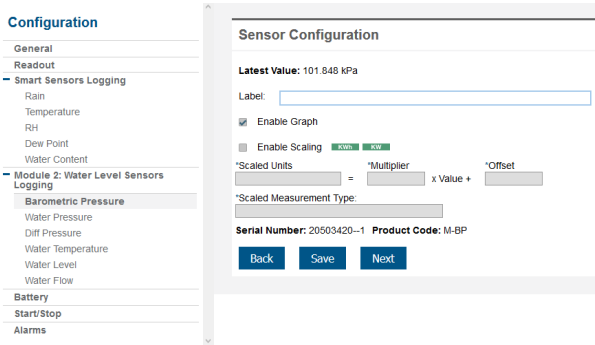 Configuration
General
Readout
Smart Sensors Logging
Rain
Temperature
RH
Dew Point
Water Content
Module 2: Water Level Sensors
Logging
Barometric Pressure
Water Pressure
Diff Pressure
Water Temperature
Water Level
Water Flow
Battery
Start/Stop
Alarms
Sensor Configuration
Latest Value: 101.848 kPa
Label:
Enable Graph
Enable Scaling KWh KW
*Scaled Units *Multiplier *Offset
= x Value +
*Scaled Measurement Type:
Serial Number: 20503420--1 Product Code: M-BP
Back Save Next